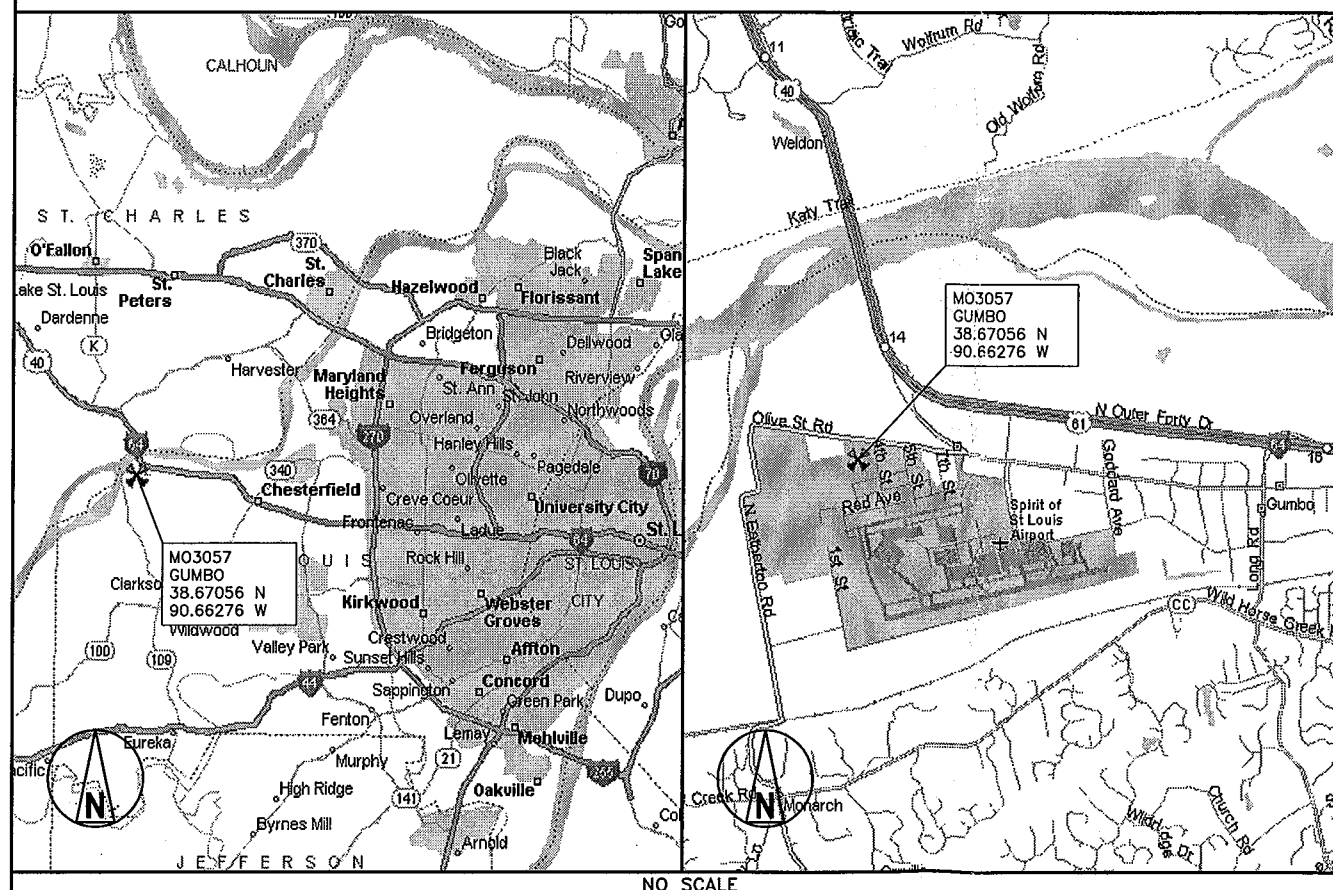 CALHOUN
ST. CHARLES
O'Fallon
370
St.
Charles
Black
Jack
Lake St. Louis
St.
Peters
Hazelwood
Florissant
Dardenne
Bridgeton
Dellwood
K
40
Harvester
Ferguson
Riverview
Maryland
Heights
St. Ann
St. John
Northwoods
364
Overland
270
Hanley Hills
64
340
Pagedale
Olivette
70
Chesterfield
Creve Coeur
University City
Frontenac
Ladue
64
Rock Hill
ST. LOUIS
CITY
MO3057
GUMBO
38.67056 N
90.66276 W
Kirkwood
Webster
Groves
Wildwood
Crestwood
100
109
Valley Park
Sunset Hills
Affton
44
Sappington
Concord
Green Park
Dupo
Fenton
Lemay
Mehlville
Eureka
Murphy
21
255
High Ridge
141
Oakville
N
Byrnes Mill
Arnold
JEFFERSON
11
Wolfrum Rd
40
Old Wolfrum Rd
Weldon
Katy Trail
MO3057
GUMBO
38.67056 N
90.66276 W
14
N Outer Forty Dr
61
Olive St Rd
64
16
4th St
7th St
Goddard Ave
Gumbo
Red Ave
Spirit of
St Louis
Airport
1st St
N Eatherton Rd
Long Rd
CC
Wild Horse Creek
Creek Rd
Monarch
N
Wildridge Dr
Church Rd
NO SCALE